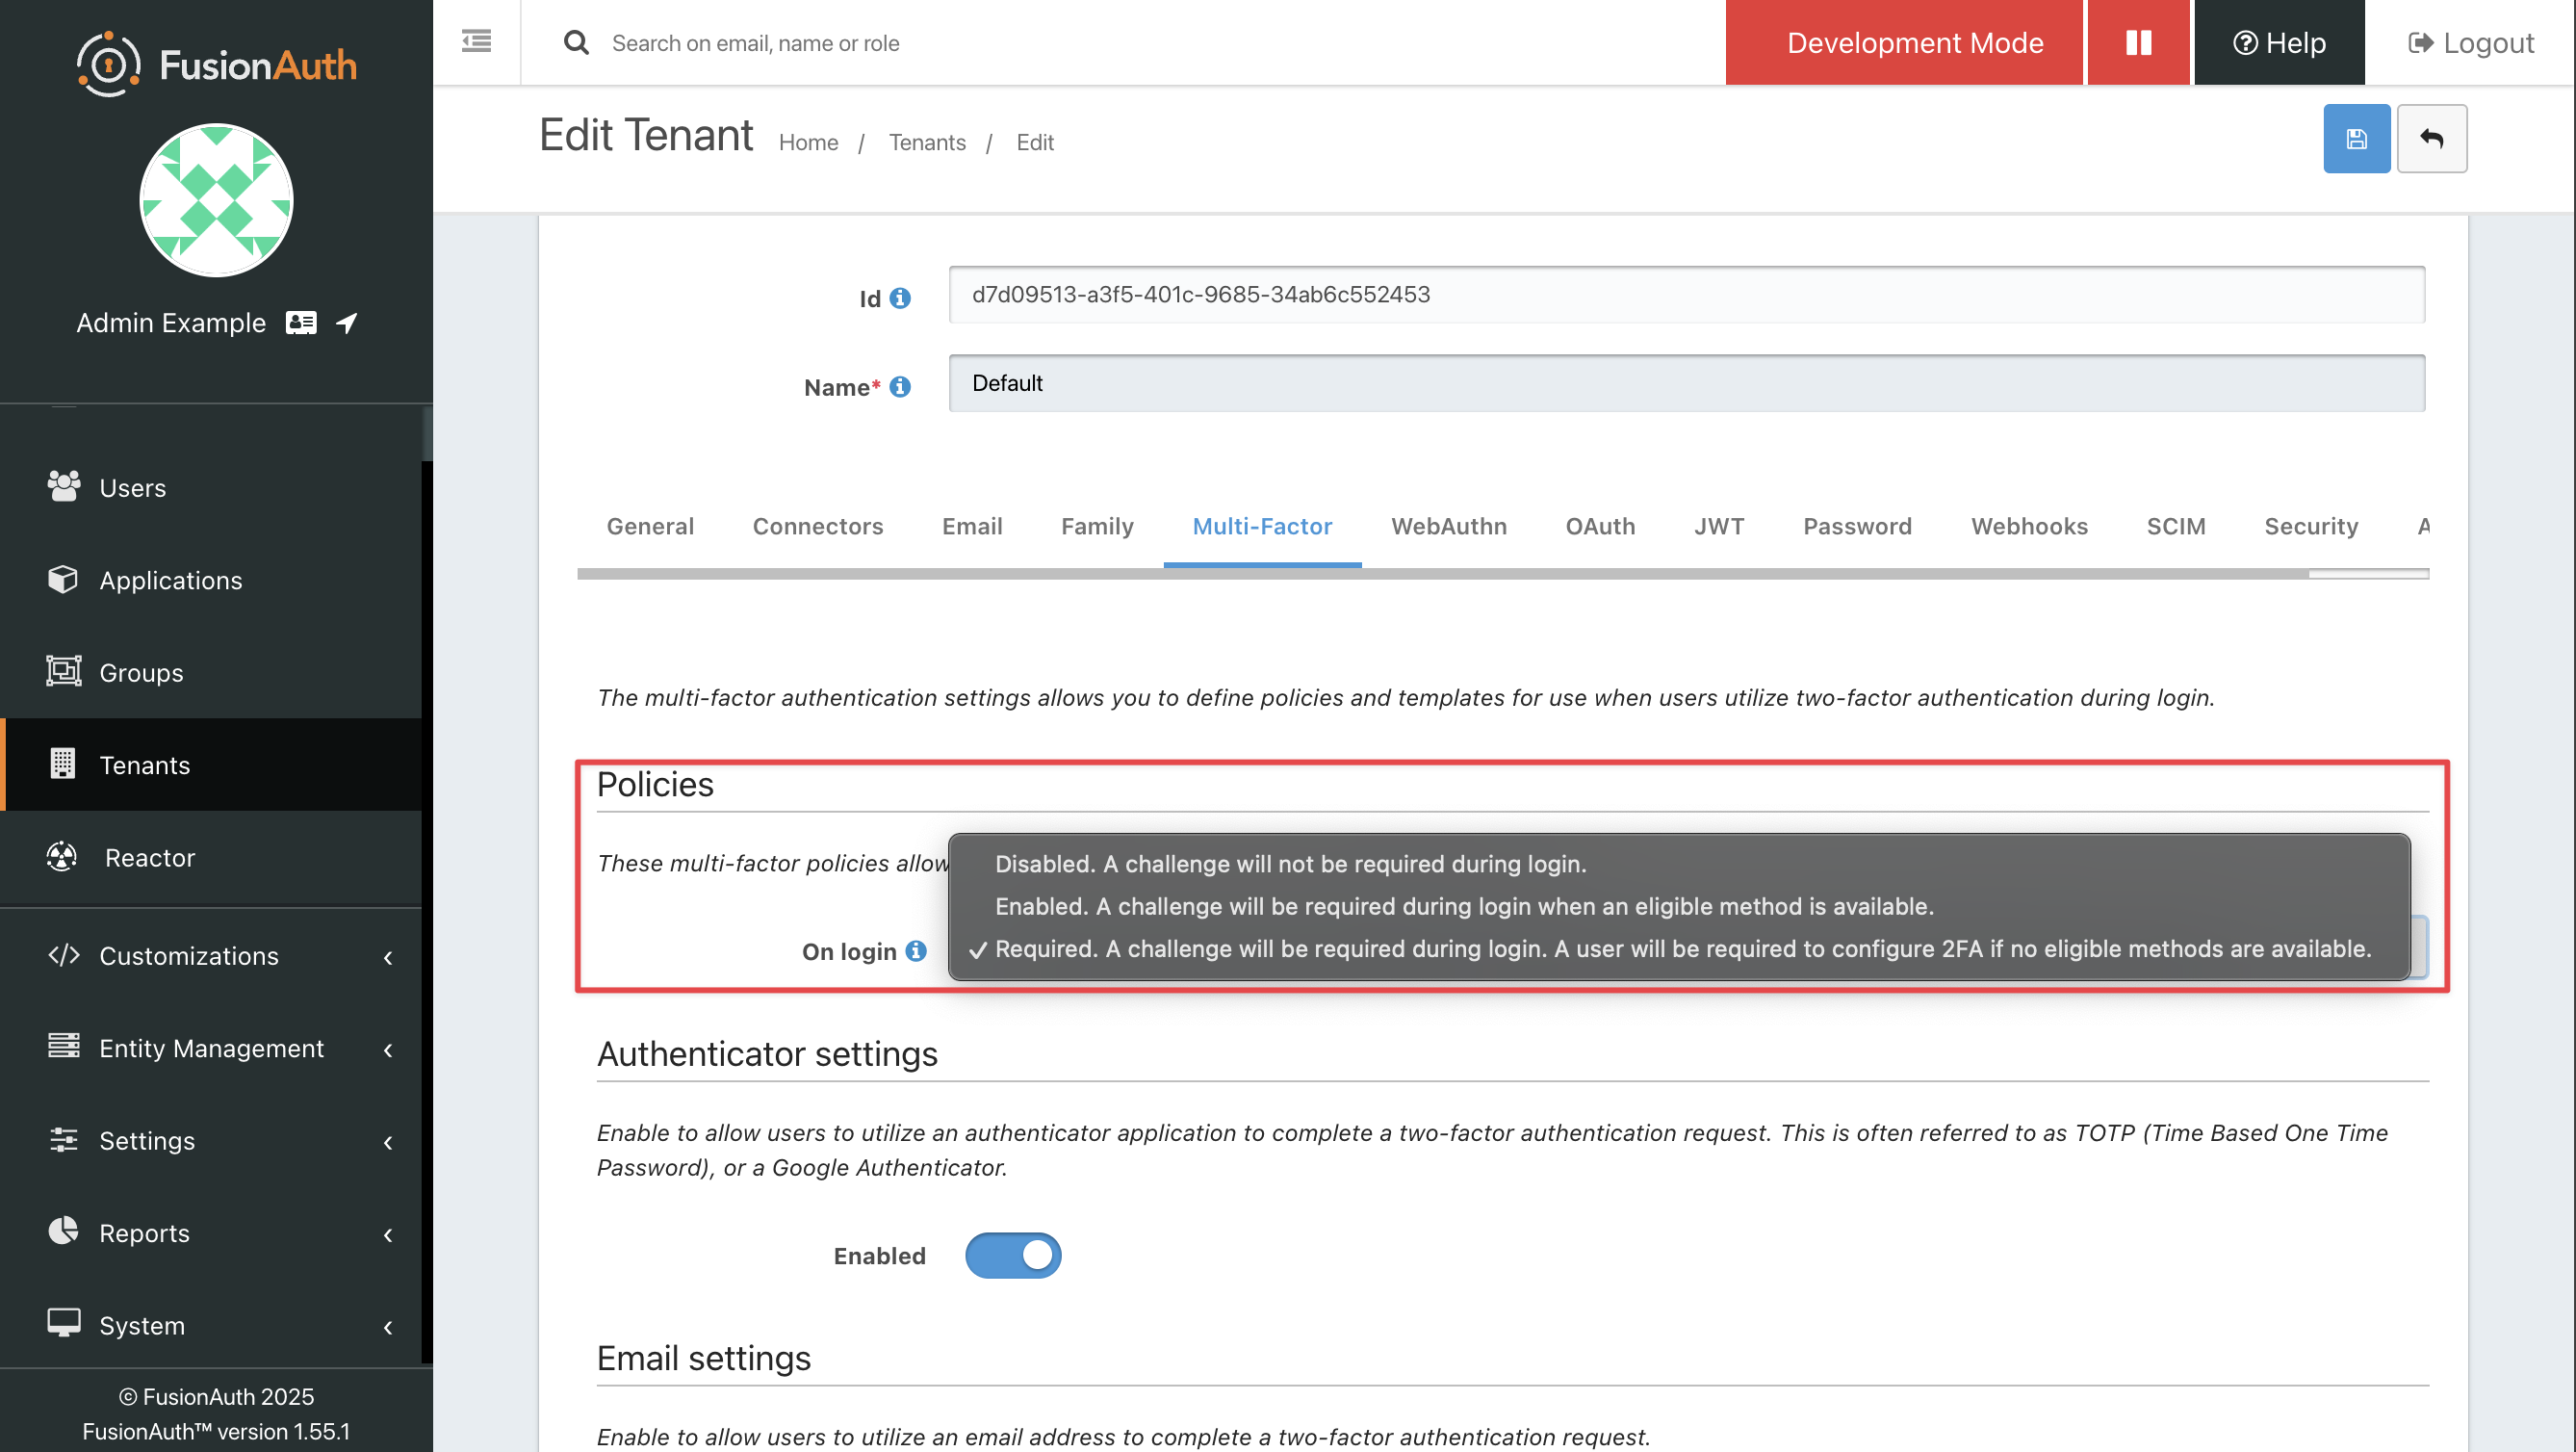 FusionAuth
Admin Example
Users
Applications
Groups
Tenants
Reactor
Customizations
Entity Management
Settings
Reports
System
© FusionAuth 2025
FusionAuth™ version 1.55.1
Search on email, name or role
Development Mode
Help
Logout
Edit Tenant
Home / Tenants / Edit
Id
d7d09513-a3f5-401c-9685-34ab6c552453
Name*
Default
General Connectors Email Family Multi-Factor WebAuthn OAuth JWT Password Webhooks SCIM Security A
The multi-factor authentication settings allows you to define policies and templates for use when users utilize two-factor authentication during login.
Policies
These multi-factor policies allow
Disabled. A challenge will not be required during login.
Enabled. A challenge will be required during login when an eligible method is available.
On login
✓ Required. A challenge will be required during login. A user will be required to configure 2FA if no eligible methods are available.
Authenticator settings
Enable to allow users to utilize an authenticator application to complete a two-factor authentication request. This is often referred to as TOTP (Time Based One Time
Password), or a Google Authenticator.
Enabled
Email settings
Enable to allow users to utilize an email address to complete a two-factor authentication request.